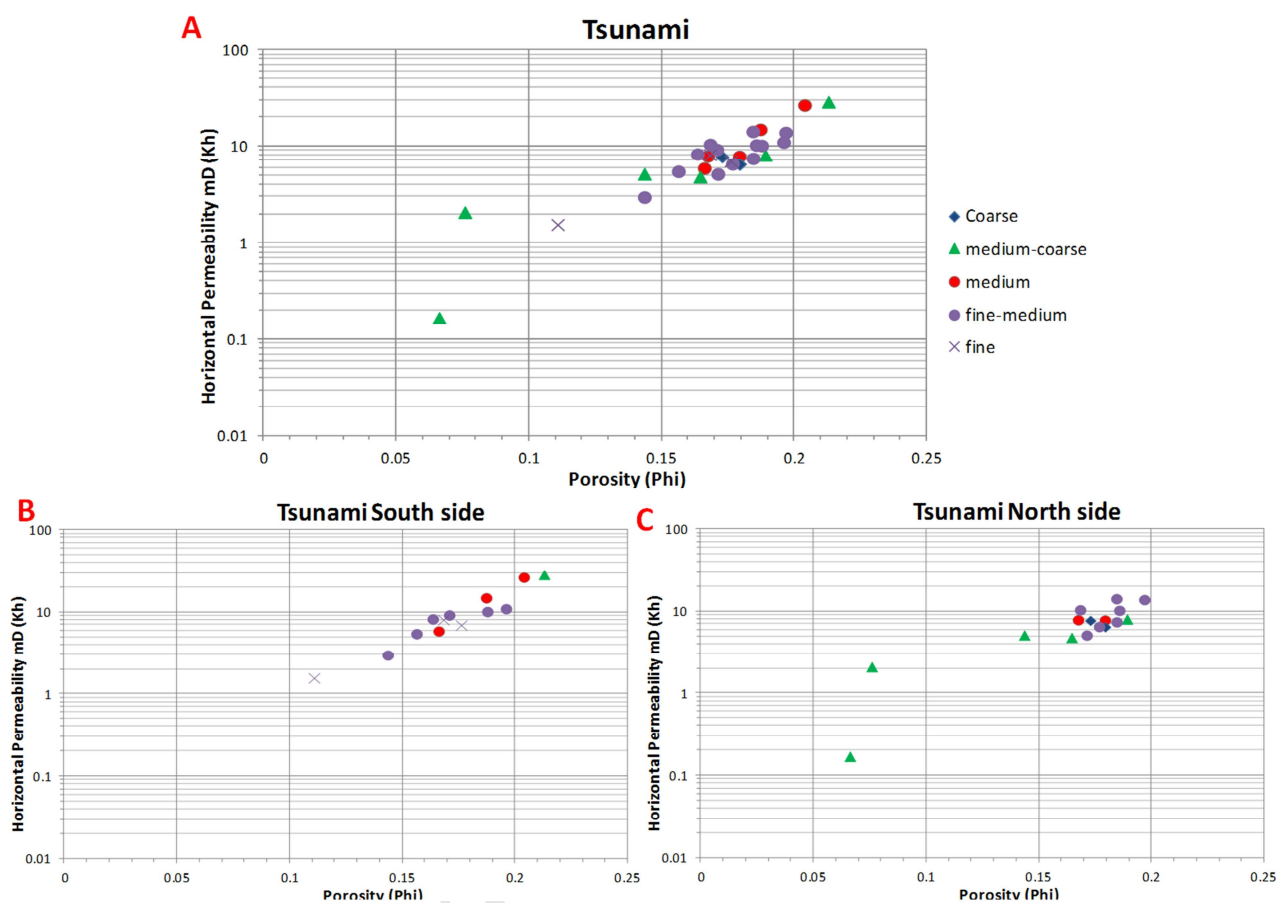 A
Tsunami
Horizontal Permeability mD (Kh)
100
10
1
0.1
0.01
0
0.05
0.1
0.15
0.2
0.25
Porosity (Phi)
Coarse
medium-coarse
medium
fine-medium
fine
B
Tsunami South side
Horizontal Permeability mD (Kh)
100
10
1
0.1
0.01
0
0.05
0.1
0.15
0.2
0.25
Porosity (Phi)
C
Tsunami North side
Horizontal Permeability mD (Kh)
100
10
1
0.1
0.01
0
0.05
0.1
0.15
0.2
0.25
Porosity (Phi)